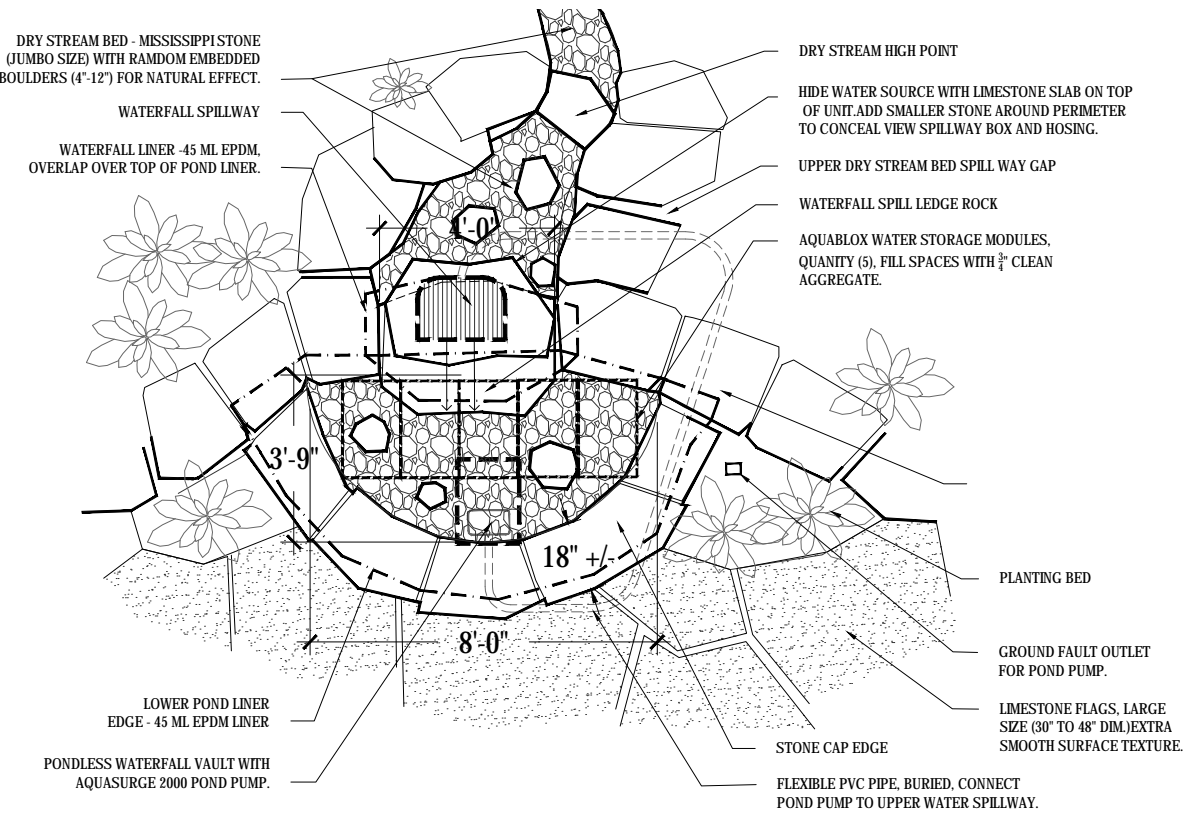 DRY STREAM BED - MISSISSIPPI STONE
(JUMBO SIZE) WITH RAMDOM EMBEDDED
BOULDERS (4"-12") FOR NATURAL EFFECT.
WATERFALL SPILLWAY
WATERFALL LINER -45 ML EPDM,
OVERLAP OVER TOP OF POND LINER.
DRY STREAM HIGH POINT
HIDE WATER SOURCE WITH LIMESTONE SLAB ON TOP
OF UNIT.ADD SMALLER STONE AROUND PERIMETER
TO CONCEAL VIEW SPILLWAY BOX AND HOSING.
UPPER DRY STREAM BED SPILL WAY GAP
WATERFALL SPILL LEDGE ROCK
AQUABLOX WATER STORAGE MODULES,
QUANITY (5), FILL SPACES WITH 3/4" CLEAN
AGGREGATE.
4'-0"
3'-9"
18" +/-
8'-0"
PLANTING BED
GROUND FAULT OUTLET
FOR POND PUMP.
LIMESTONE FLAGS, LARGE
SIZE (30" TO 48" DIM.)EXTRA
SMOOTH SURFACE TEXTURE.
LOWER POND LINER
EDGE - 45 ML EPDM LINER
PONDLESS WATERFALL VAULT WITH
AQUASURGE 2000 POND PUMP.
STONE CAP EDGE
FLEXIBLE PVC PIPE, BURIED, CONNECT
POND PUMP TO UPPER WATER SPILLWAY.